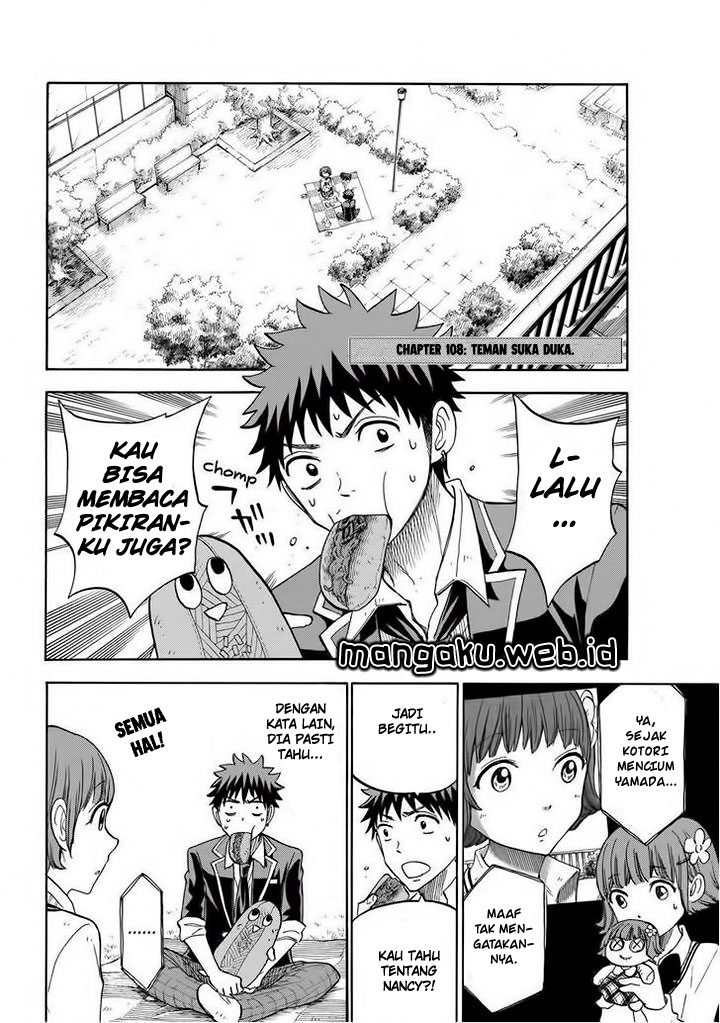 CHAPTER 108: TEMAN SUKA DUKA.
L-
LALU
...
KAU
BISA
MEMBACA
PIKIRAN-
KU JUGA?
chomp
ガブ
mangaku.web.id
YA,
SEJAK
KOTORI
MENCIUM
YAMADA...
MAAF
TAK MEN-
GATAKAN-
NYA.
JADI
BEGITU..
KAU TAHU
TENTANG
NANCY?!
DENGAN
KATA LAIN,
DIA PASTI
TAHU...
SEMUA
HAL!
......